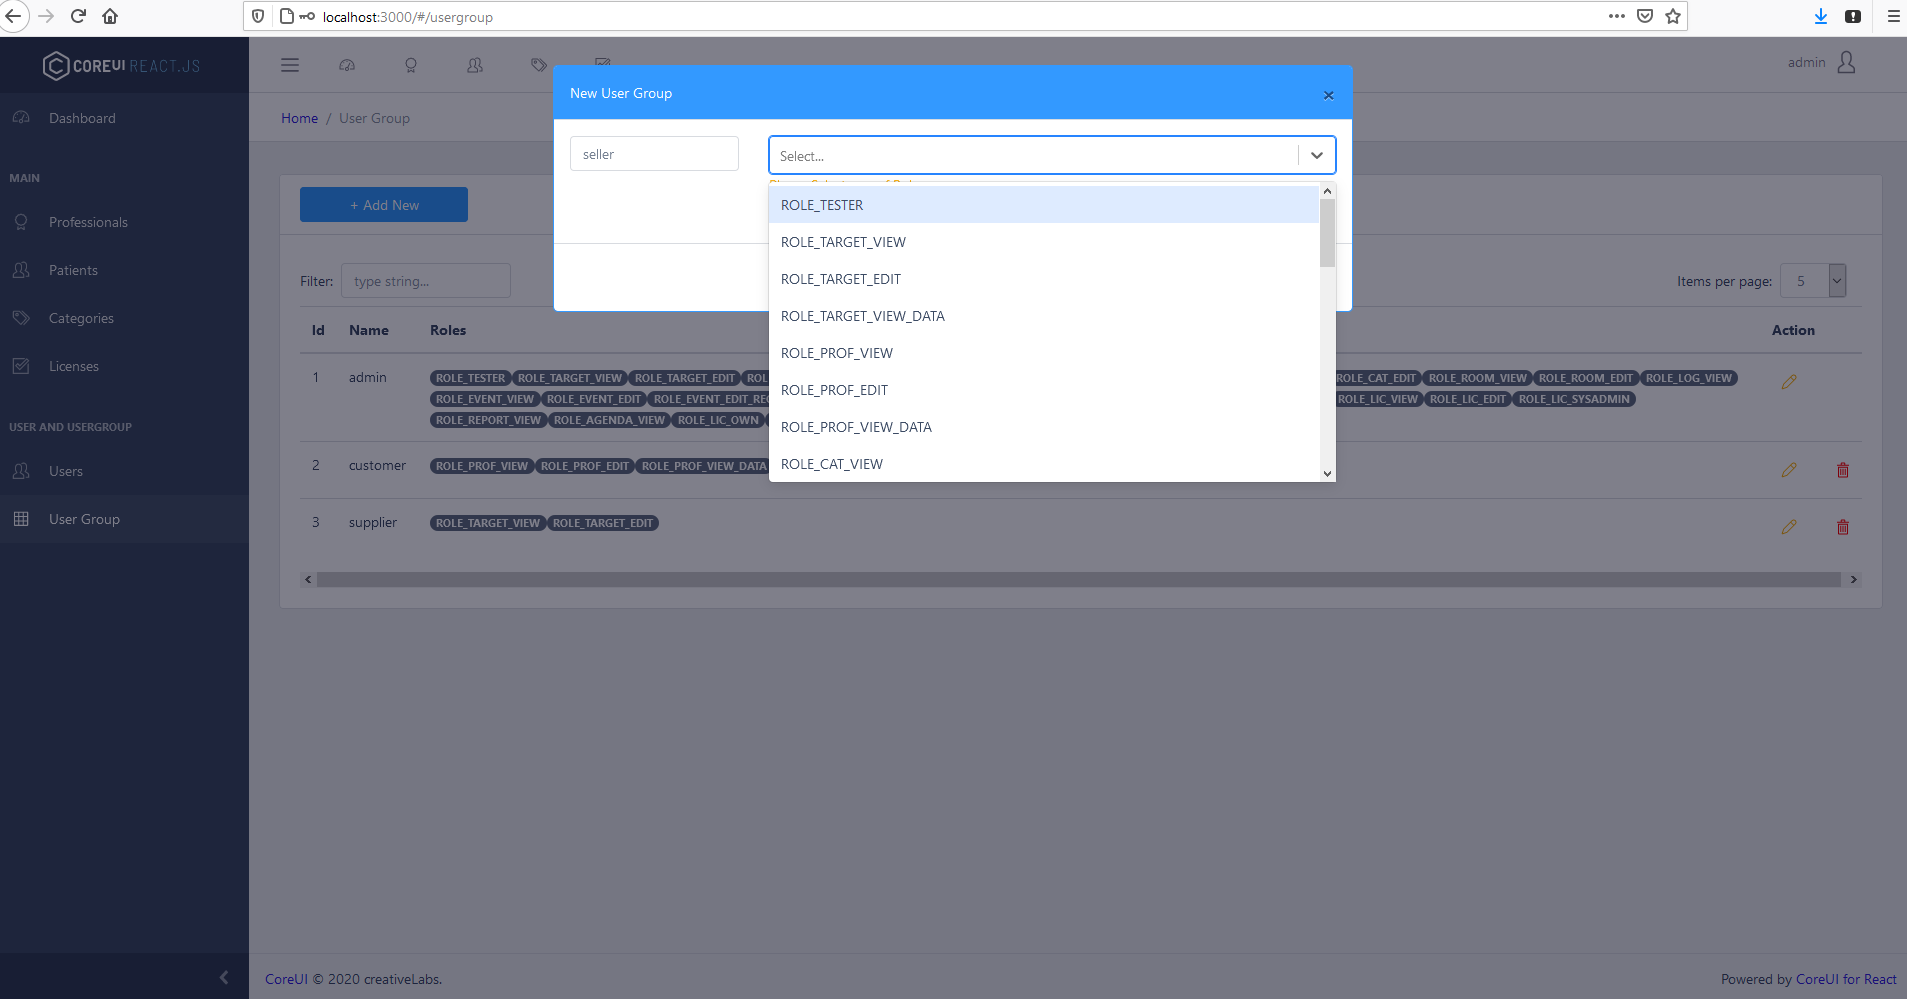 localhost:3000/#/usergroup
COREUI REACT.JS
admin
New User Group
×
Dashboard
Home / User Group
seller
Select...
MAIN
+ Add New
ROLE_TESTER
Professionals
ROLE_TARGET_VIEW
Patients
Filter: type string...
ROLE_TARGET_EDIT
Items per page: 5
Categories
ROLE_TARGET_VIEW_DATA
Id Name Roles
Action
Licenses
ROLE_PROF_VIEW
1 admin
ROLE_TESTER ROLE_TARGET_VIEW ROLE_TARGET_EDIT
ROLE_CAT_EDIT ROLE_ROOM_VIEW ROLE_ROOM_EDIT ROLE_LOG_VIEW
ROLE_PROF_EDIT
ROLE_EVENT_VIEW ROLE_EVENT_EDIT
ROLE_LIC_VIEW ROLE_LIC_EDIT ROLE_LIC_SYSADMIN
USER AND USERGROUP
ROLE_REPORT_VIEW ROLE_AGENDA_VIEW ROLE_LIC_OWN
ROLE_PROF_VIEW_DATA
Users
2 customer
ROLE_PROF_VIEW ROLE_PROF_EDIT ROLE_PROF_VIEW_DATA
ROLE_CAT_VIEW
User Group
3 supplier
ROLE_TARGET_VIEW ROLE_TARGET_EDIT
CoreUI © 2020 creativeLabs.
Powered by CoreUI for React